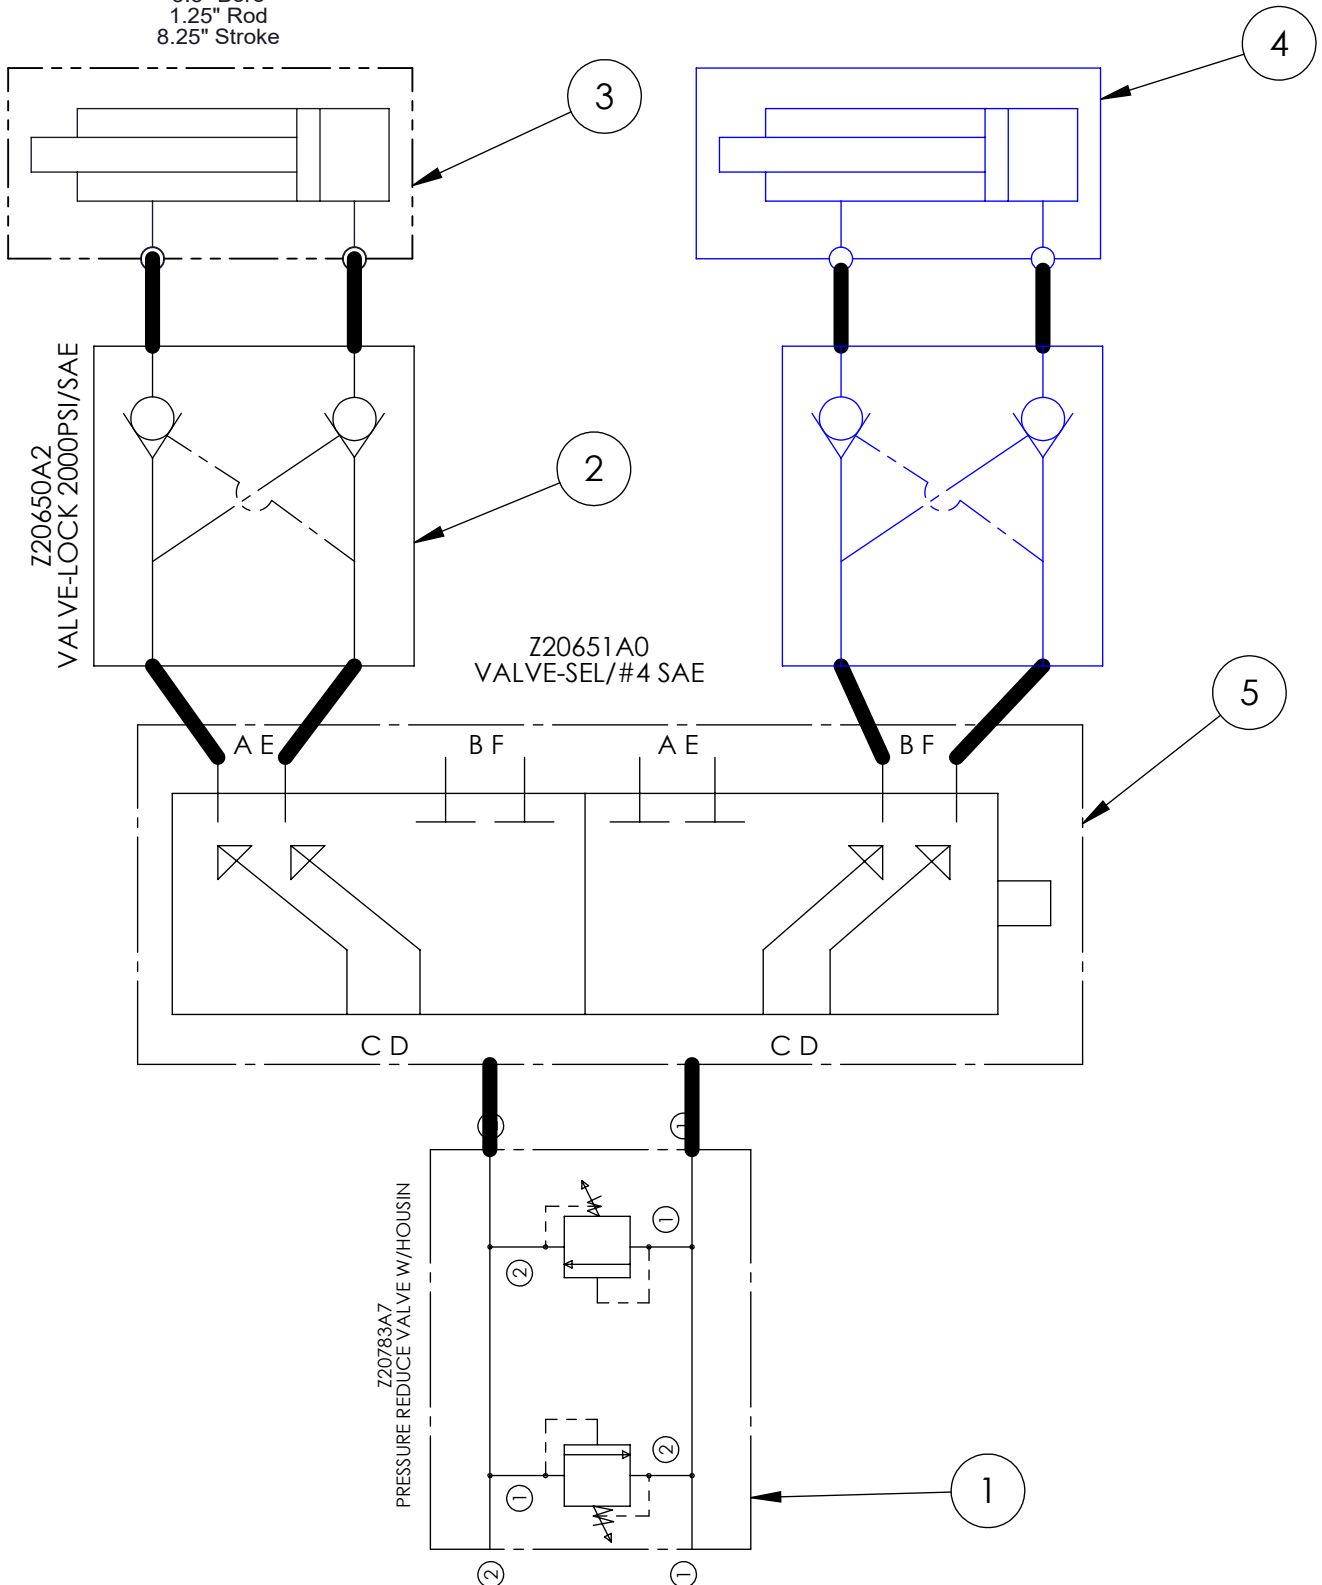 1.25" Rod
8.25" Stroke
3
4
Z20650A2
VALVE-LOCK 2000PSI/SAE
2
Z20651A0
VALVE-SEL/#4 SAE
5
A E
B F
A E
B F
C D
C D
1
Z20783A7
PRESSURE REDUCE VALVE W/HOUSIN
1
2
2
1
1
2
1